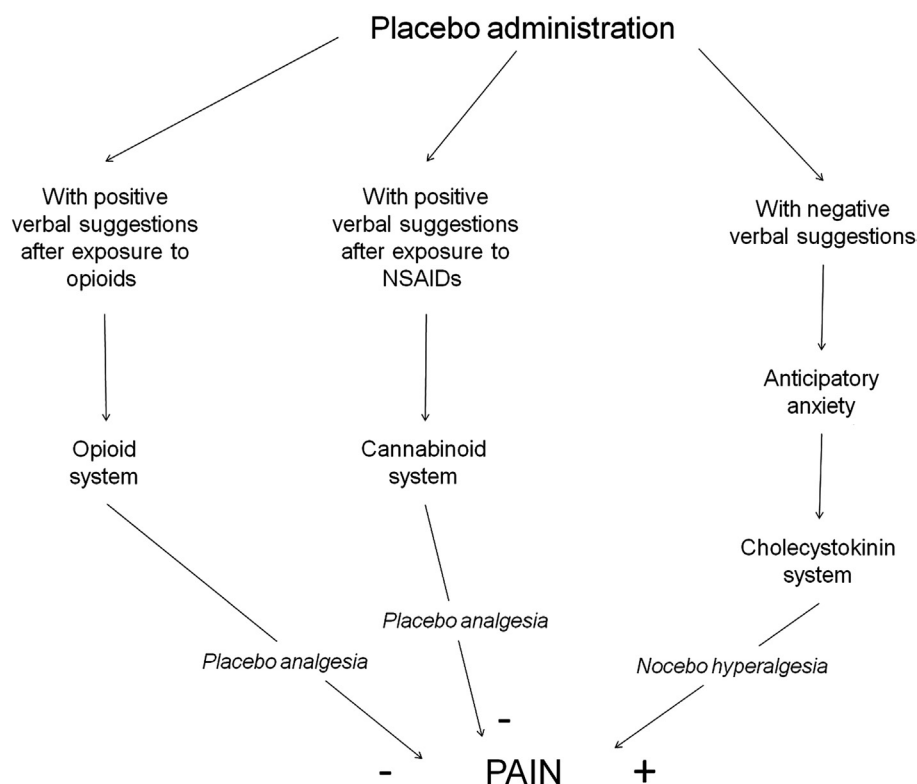 Placebo administration
With positive
verbal suggestions
after exposure to
opioids
With positive
verbal suggestions
after exposure to
NSAIDs
With negative
verbal suggestions
Anticipatory
anxiety
Opioid
system
Cannabinoid
system
Cholecystokinin
system
Placebo analgesia
Placebo analgesia
Nocebo hyperalgesia
-
- PAIN +